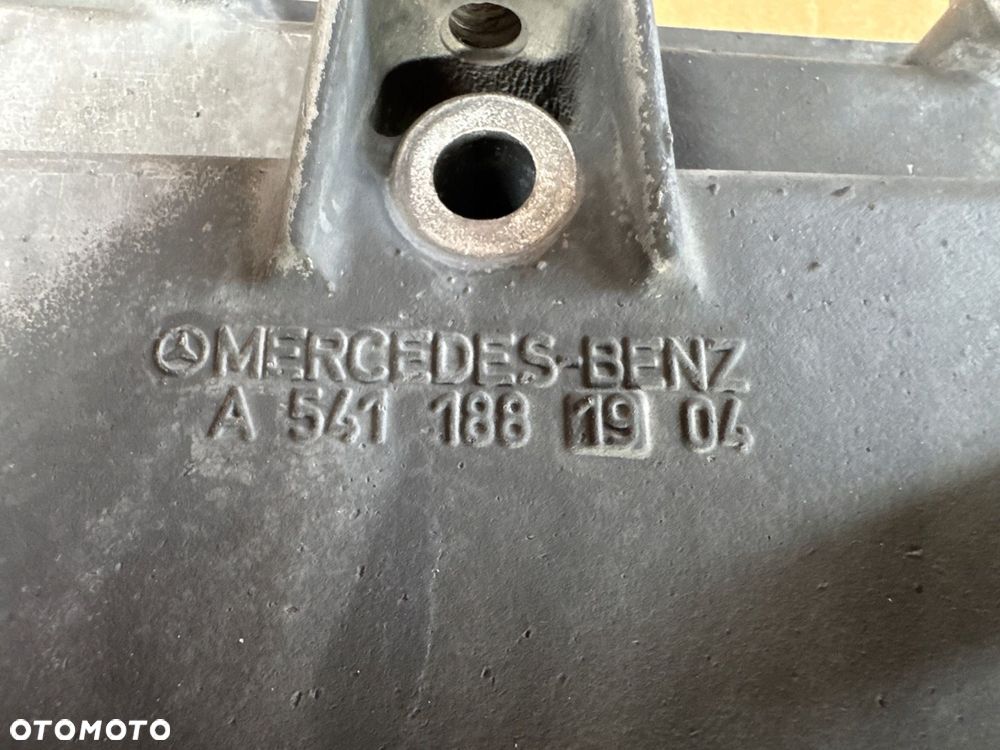 MERCEDES-BENZ
A 541 188 19 04
OTOMOTO